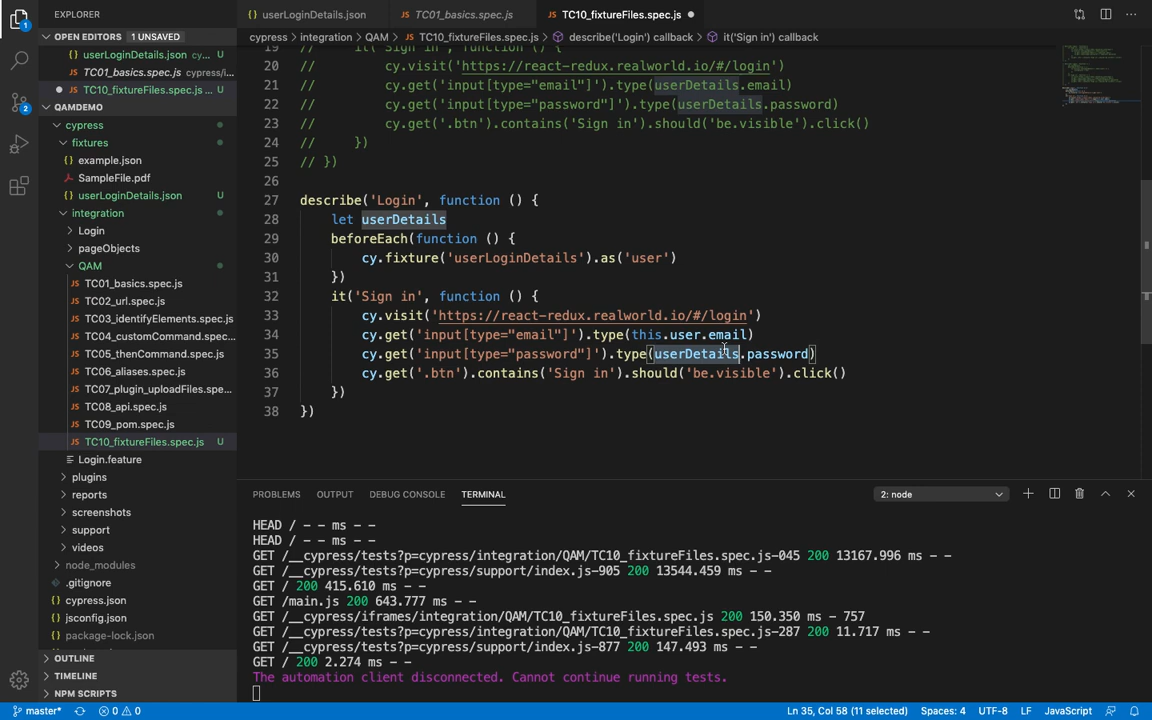 EXPLORER
userLoginDetails.json
TC01_basics.spec.js
TC10_fixtureFiles.spec.js
OPEN EDITORS 1 UNSAVED
userLoginDetails.json cy... U
TC01_basics.spec.js cypress/i...
TC10_fixtureFiles.spec.js ... U
QAMDEMO
cypress
fixtures
example.json
SampleFile.pdf
userLoginDetails.json U
integration
Login
pageObjects
QAM
TC01_basics.spec.js
TC02_url.spec.js
TC03_identifyElements.spec.js
TC04_customCommand.spec...
TC05_thenCommand.spec.js
TC06_aliases.spec.js
TC07_plugin_uploadFiles.spe...
TC08_api.spec.js
TC09_pom.spec.js
TC10_fixtureFiles.spec.js U
Login.feature
plugins
reports
screenshots
support
videos
node_modules
.gitignore
cypress.json
jsconfig.json
package-lock.json
OUTLINE
TIMELINE
NPM SCRIPTS
cypress > integration > QAM > JS TC10_fixtureFiles.spec.js > describe('Login') callback > it('Sign in') callback
19 // it('Sign in', function () {
20 // cy.visit('https://react-redux.realworld.io/#/login')
21 // cy.get('input[type="email"]').type(userDetails.email)
22 // cy.get('input[type="password"]').type(userDetails.password)
23 // cy.get('.btn').contains('Sign in').should('be.visible').click()
24 // })
25 // })
26
27 describe('Login', function () {
28 let userDetails
29 beforeEach(function () {
30 cy.fixture('userLoginDetails').as('user')
31 })
32 it('Sign in', function () {
33 cy.visit('https://react-redux.realworld.io/#/login')
34 cy.get('input[type="email"]').type(this.user.email)
35 cy.get('input[type="password"]').type(userDetails.password)
36 cy.get('.btn').contains('Sign in').should('be.visible').click()
37 })
38 })
PROBLEMS OUTPUT DEBUG CONSOLE TERMINAL 2: node
HEAD / - - ms - -
HEAD / - - ms - -
GET /__cypress/tests?p=cypress/integration/QAM/TC10_fixtureFiles.spec.js-045 200 13167.996 ms - -
GET /__cypress/tests?p=cypress/support/index.js-905 200 13544.459 ms - -
GET / 200 415.610 ms - -
GET /main.js 200 643.777 ms - -
GET /__cypress/iframes/integration/QAM/TC10_fixtureFiles.spec.js 200 150.350 ms - 757
GET /__cypress/tests?p=cypress/integration/QAM/TC10_fixtureFiles.spec.js-287 200 11.717 ms - -
GET /__cypress/tests?p=cypress/support/index.js-877 200 147.493 ms - -
GET / 200 2.274 ms - -
The automation client disconnected. Cannot continue running tests.
master* 0 0 Ln 35, Col 58 (11 selected) Spaces: 4 UTF-8 LF JavaScript